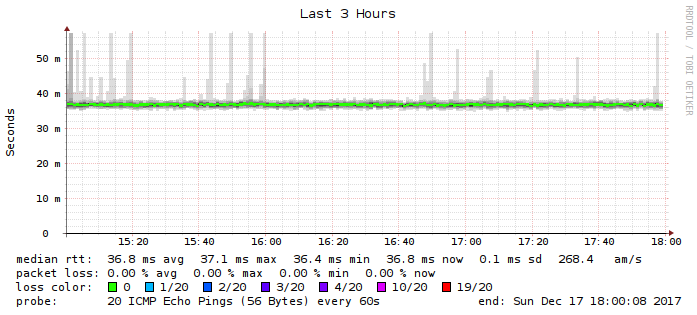 Last 3 Hours
RRDTOOL / TOBI OETIKER
Seconds
50 m
40 m
30 m
20 m
10 m
0
15:20 15:40 16:00 16:20 16:40 17:00 17:20 17:40 18:00
median rtt: 36.8 ms avg 37.1 ms max 36.4 ms min 36.8 ms now 0.1 ms sd 268.4 am/s
packet loss: 0.00 % avg 0.00 % max 0.00 % min 0.00 % now
loss color: 0 1/20 2/20 3/20 4/20 10/20 19/20
probe: 20 ICMP Echo Pings (56 Bytes) every 60s end: Sun Dec 17 18:00:08 2017